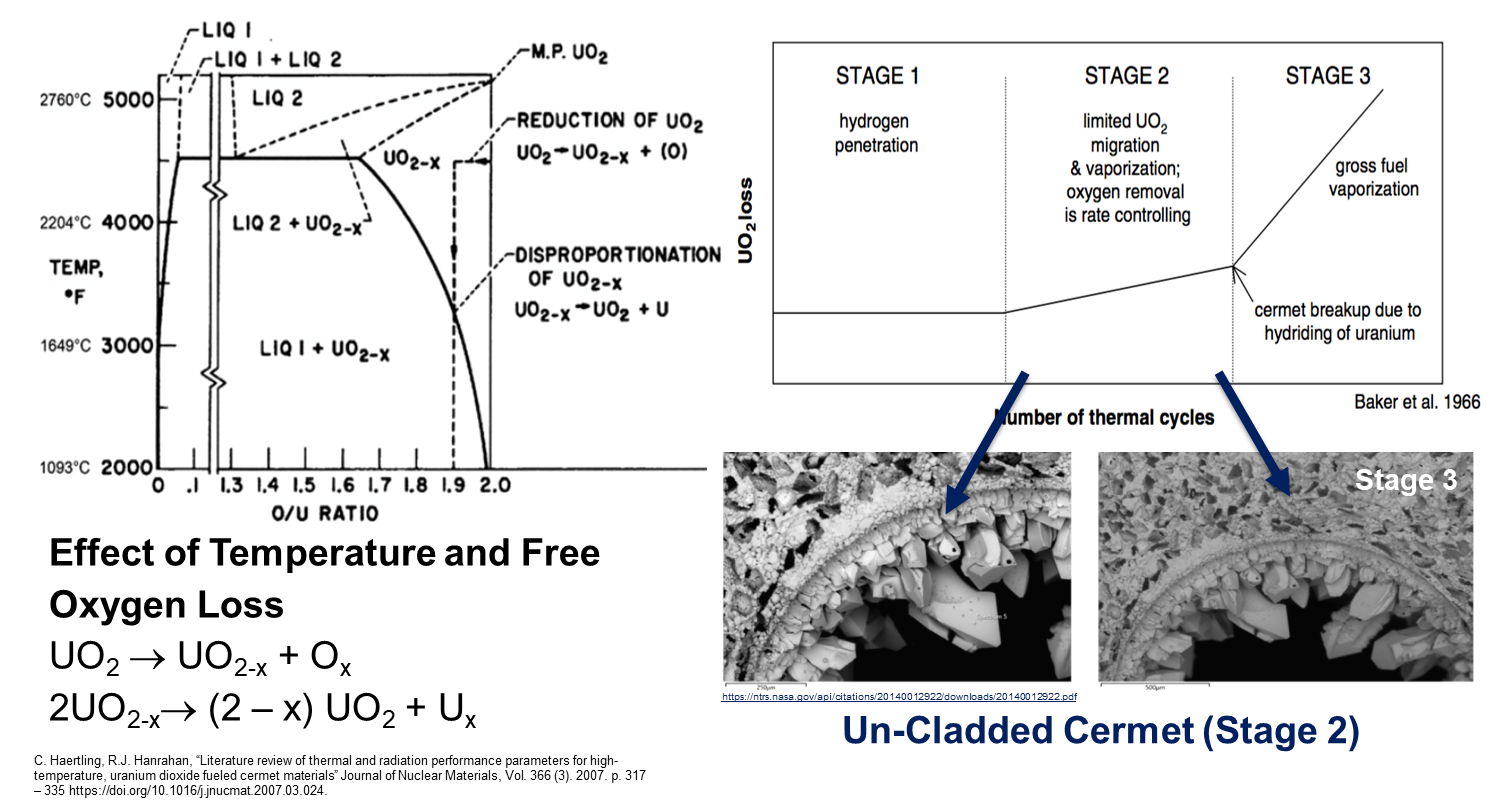 LIQ 1
LIQ 1 + LIQ 2
M.P. UO2
2760°C 5000
LIQ 2
REDUCTION OF UO2
UO2 → UO2-x + (O)
UO2-x
2204°C 4000
LIQ 2 + UO2-x
TEMP,
°F
DISPROPORTIONATION
OF UO2-x
UO2-x → UO2 + U
1649°C 3000
LIQ 1 + UO2-x
1093°C 2000
0 .1 1.3 1.4 1.5 1.6 1.7 1.8 1.9 2.0
O/U RATIO
Effect of Temperature and Free
Oxygen Loss
UO2 → UO2-x + Ox
2UO2-x→ (2 – x) UO2 + Ux
C. Haertling, R.J. Hanrahan, “Literature review of thermal and radiation performance parameters for high-
temperature, uranium dioxide fueled cermet materials” Journal of Nuclear Materials, Vol. 366 (3). 2007. p. 317
– 335 https://doi.org/10.1016/j.jnucmat.2007.03.024.
STAGE 1
hydrogen
penetration
STAGE 2
limited UO2
migration
& vaporization;
oxygen removal
is rate controlling
STAGE 3
gross fuel
vaporization
UO2 loss
cermet breakup due to
hydriding of uranium
Baker et al. 1966
Number of thermal cycles
Stage 3
250µm
500µm
https://ntrs.nasa.gov/api/citations/20140012922/downloads/20140012922.pdf
Un-Cladded Cermet (Stage 2)